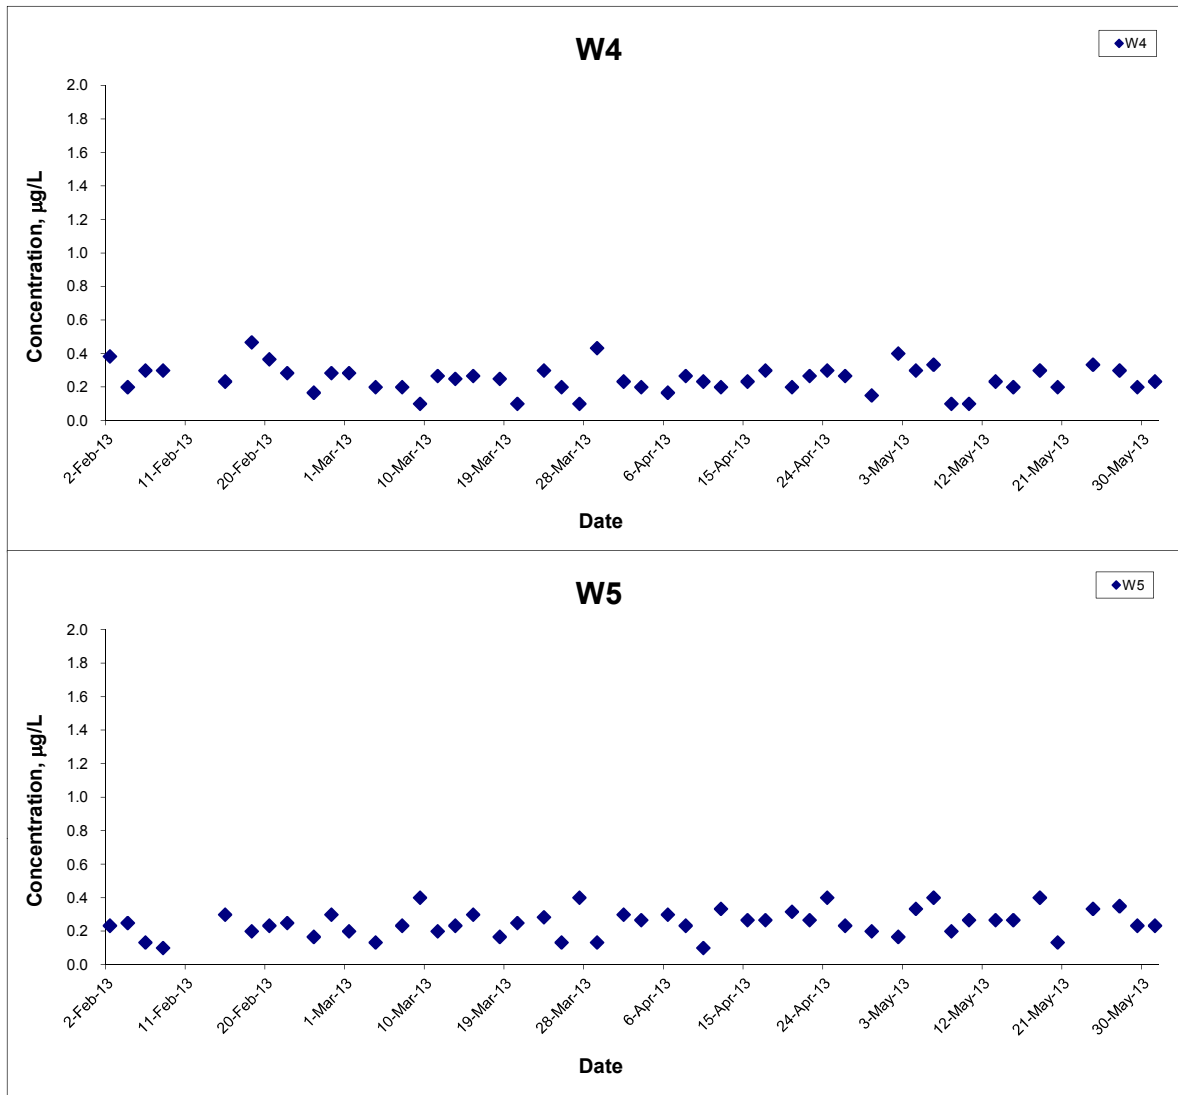 W4
W4
2.0
1.8
1.6
1.4
1.2
1.0
0.8
0.6
0.4
0.2
0.0
Concentration, µg/L
2-Feb-13
11-Feb-13
20-Feb-13
1-Mar-13
10-Mar-13
19-Mar-13
28-Mar-13
6-Apr-13
15-Apr-13
24-Apr-13
3-May-13
12-May-13
21-May-13
30-May-13
Date
W5
W5
2.0
1.8
1.6
1.4
1.2
1.0
0.8
0.6
0.4
0.2
0.0
Concentration, µg/L
2-Feb-13
11-Feb-13
20-Feb-13
1-Mar-13
10-Mar-13
19-Mar-13
28-Mar-13
6-Apr-13
15-Apr-13
24-Apr-13
3-May-13
12-May-13
21-May-13
30-May-13
Date